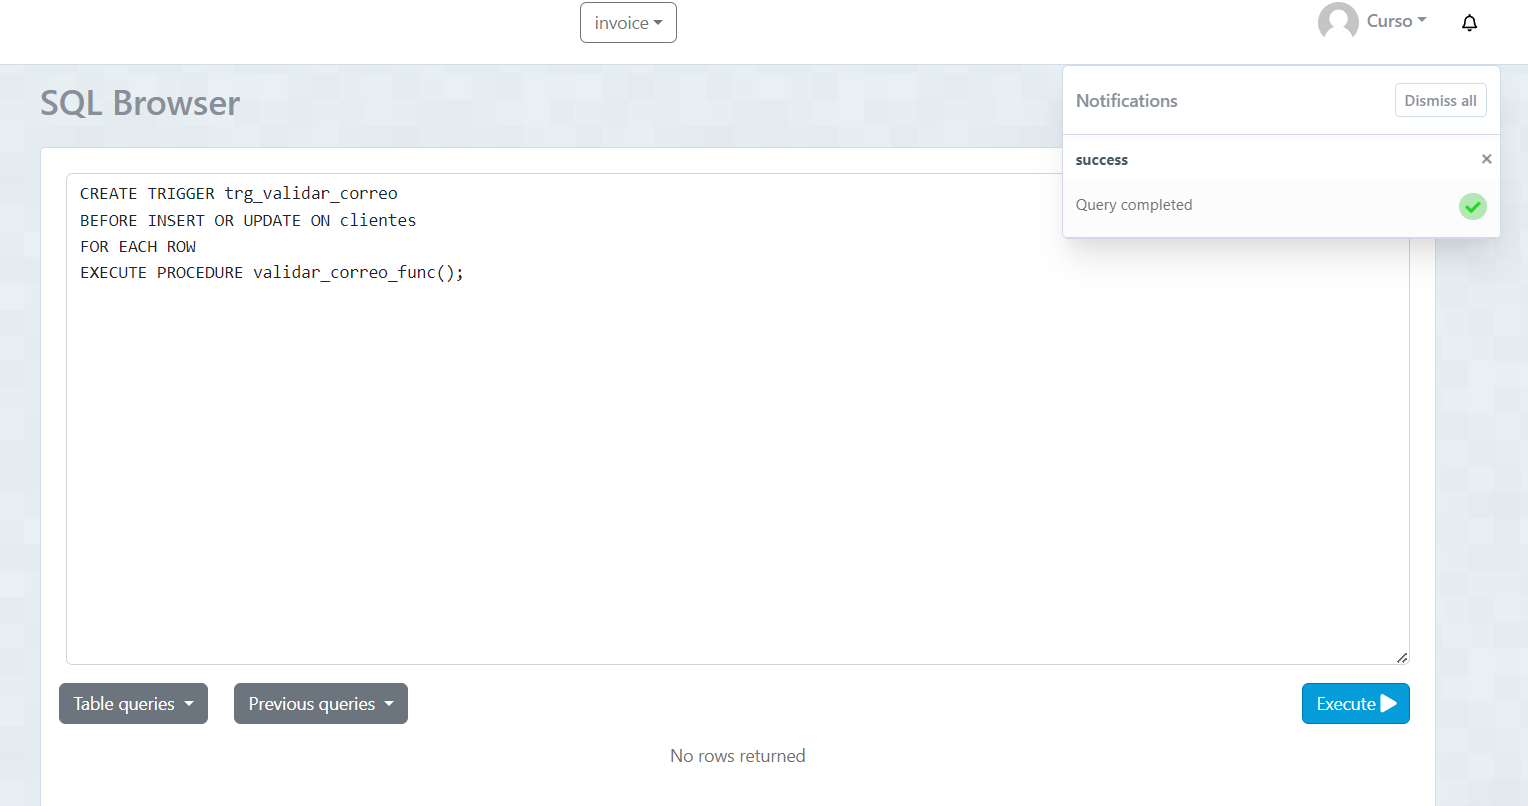 invoice
Curso
SQL Browser
Notifications
Dismiss all
success
Query completed
CREATE TRIGGER trg_validar_correo
BEFORE INSERT OR UPDATE ON clientes
FOR EACH ROW
EXECUTE PROCEDURE validar_correo_func();
Table queries
Previous queries
Execute
No rows returned